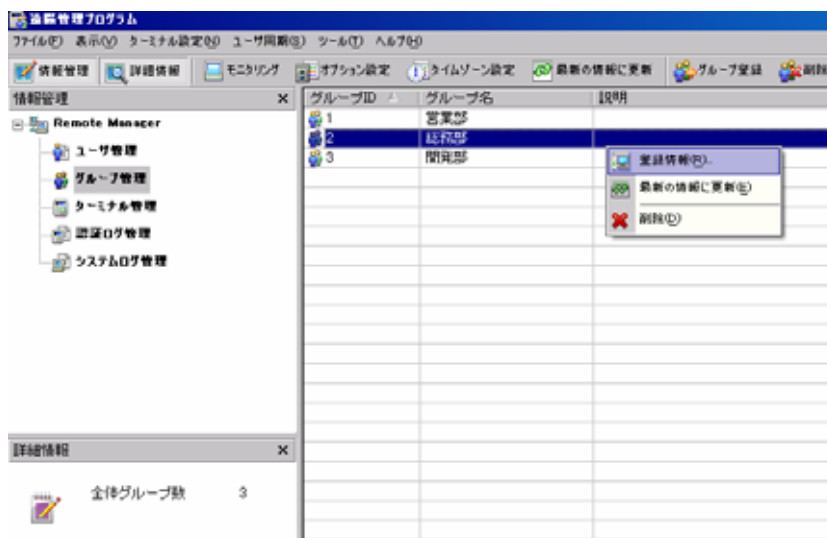 遠隔管理プログラム
ファイル(F) 表示(V) ターミナル設定(N) ユーザ同期(S) ツール(T) ヘルプ(H)
情報管理 詳細情報 モニタリング オプション設定 タイムゾーン設定 最新の情報に更新 グループ登録 削除
情報管理
Remote Manager
ユーザ管理
グループ管理
ターミナル管理
認証ログ管理
システムログ管理
グループID グループ名 説明
1 営業部
2 総務部
3 開発部
登録情報(R)..
最新の情報に更新(E)
削除(D)
詳細情報
全体グループ数 3